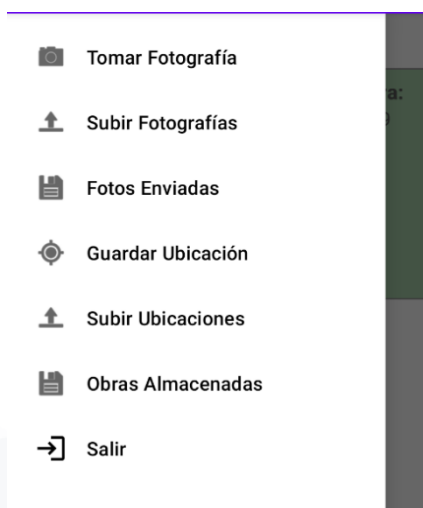 Tomar Fotografía
a:
Subir Fotografías
Fotos Enviadas
Guardar Ubicación
Subir Ubicaciones
Obras Almacenadas
Salir